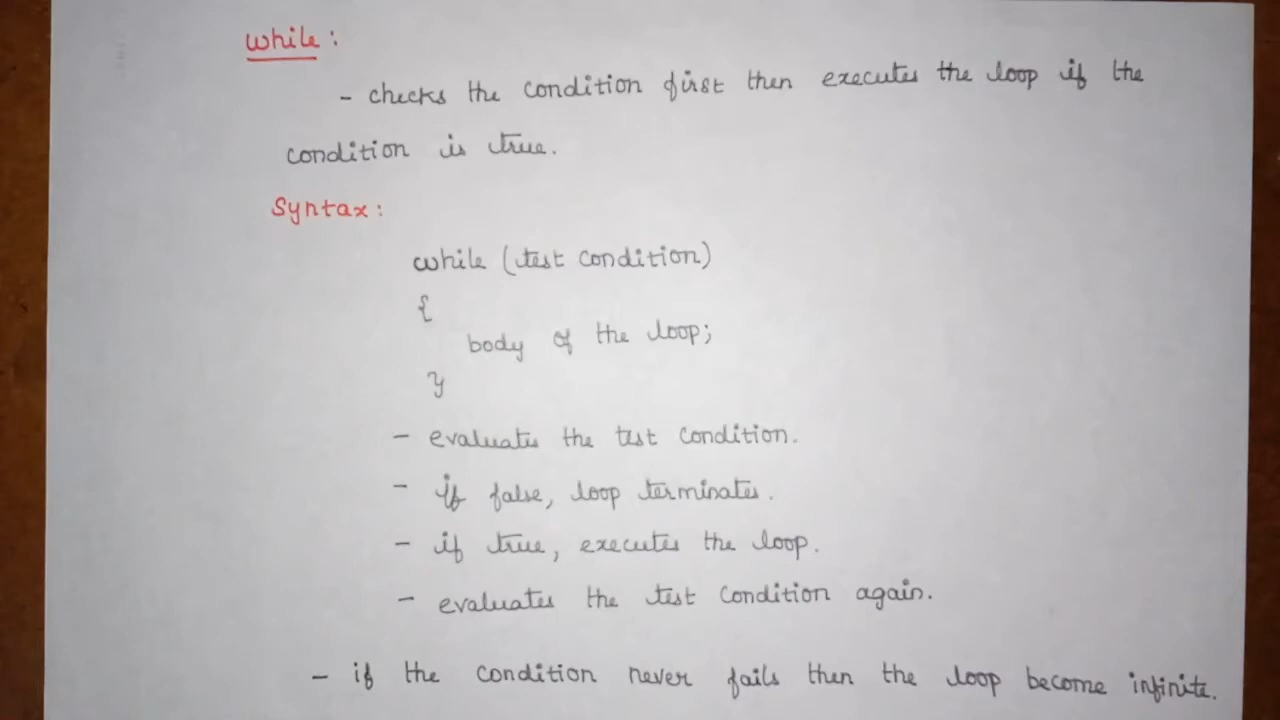 while :
- checks the condition first then executes the loop if the
condition is true.
Syntax :
while (test condition)
{
body of the loop;
}
- evaluates the test condition.
- if false, loop terminates.
- if true, executes the loop.
- evaluates the test condition again.
- if the condition never fails then the loop become infinite.